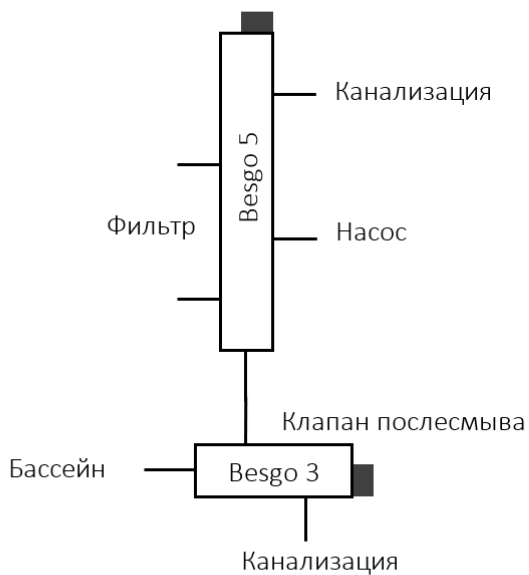 Канализация
Besgo 5
Фильтр
Насос
Клапан послесмыва
Бассейн
Besgo 3
Канализация